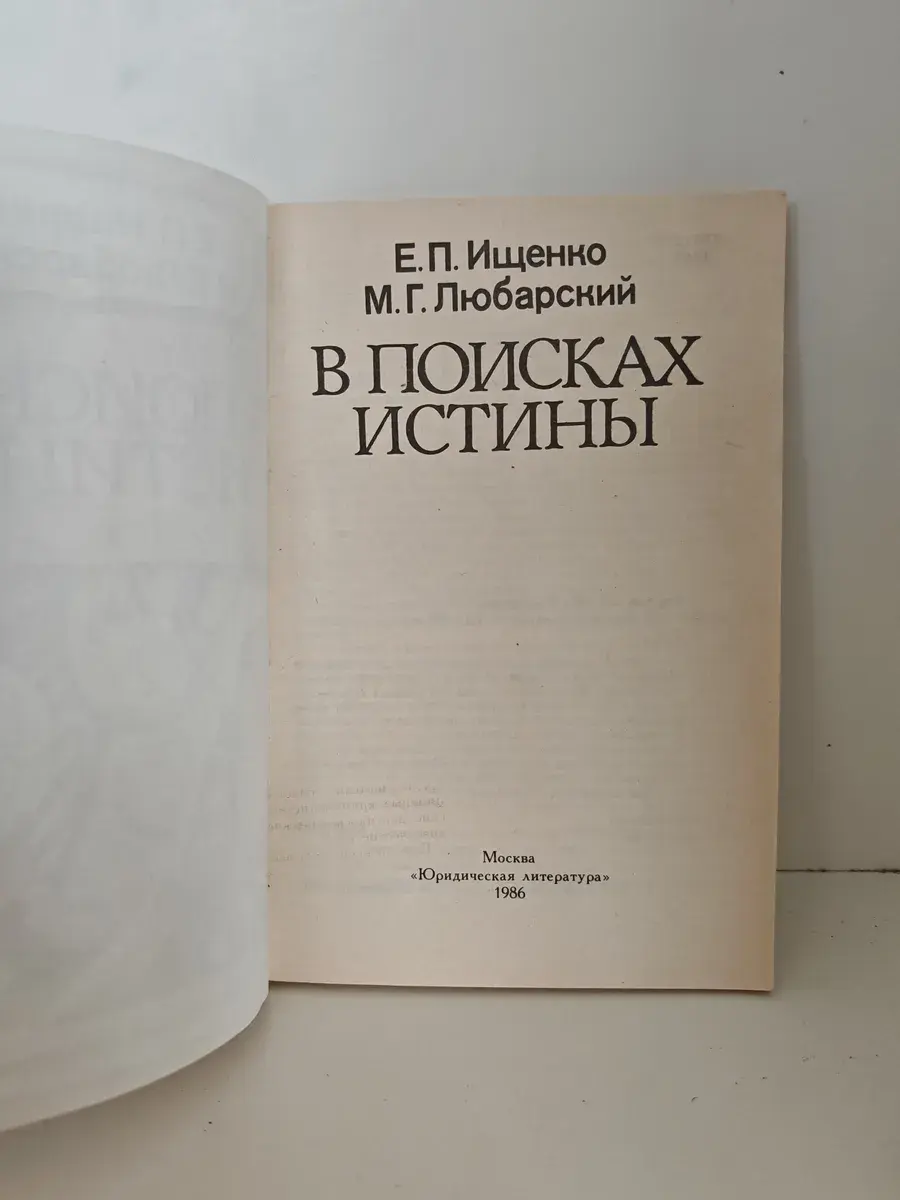 Е. П. Ищенко
М. Г. Любарский
В ПОИСКАХ
ИСТИНЫ
Москва
«Юридическая литература»
1986